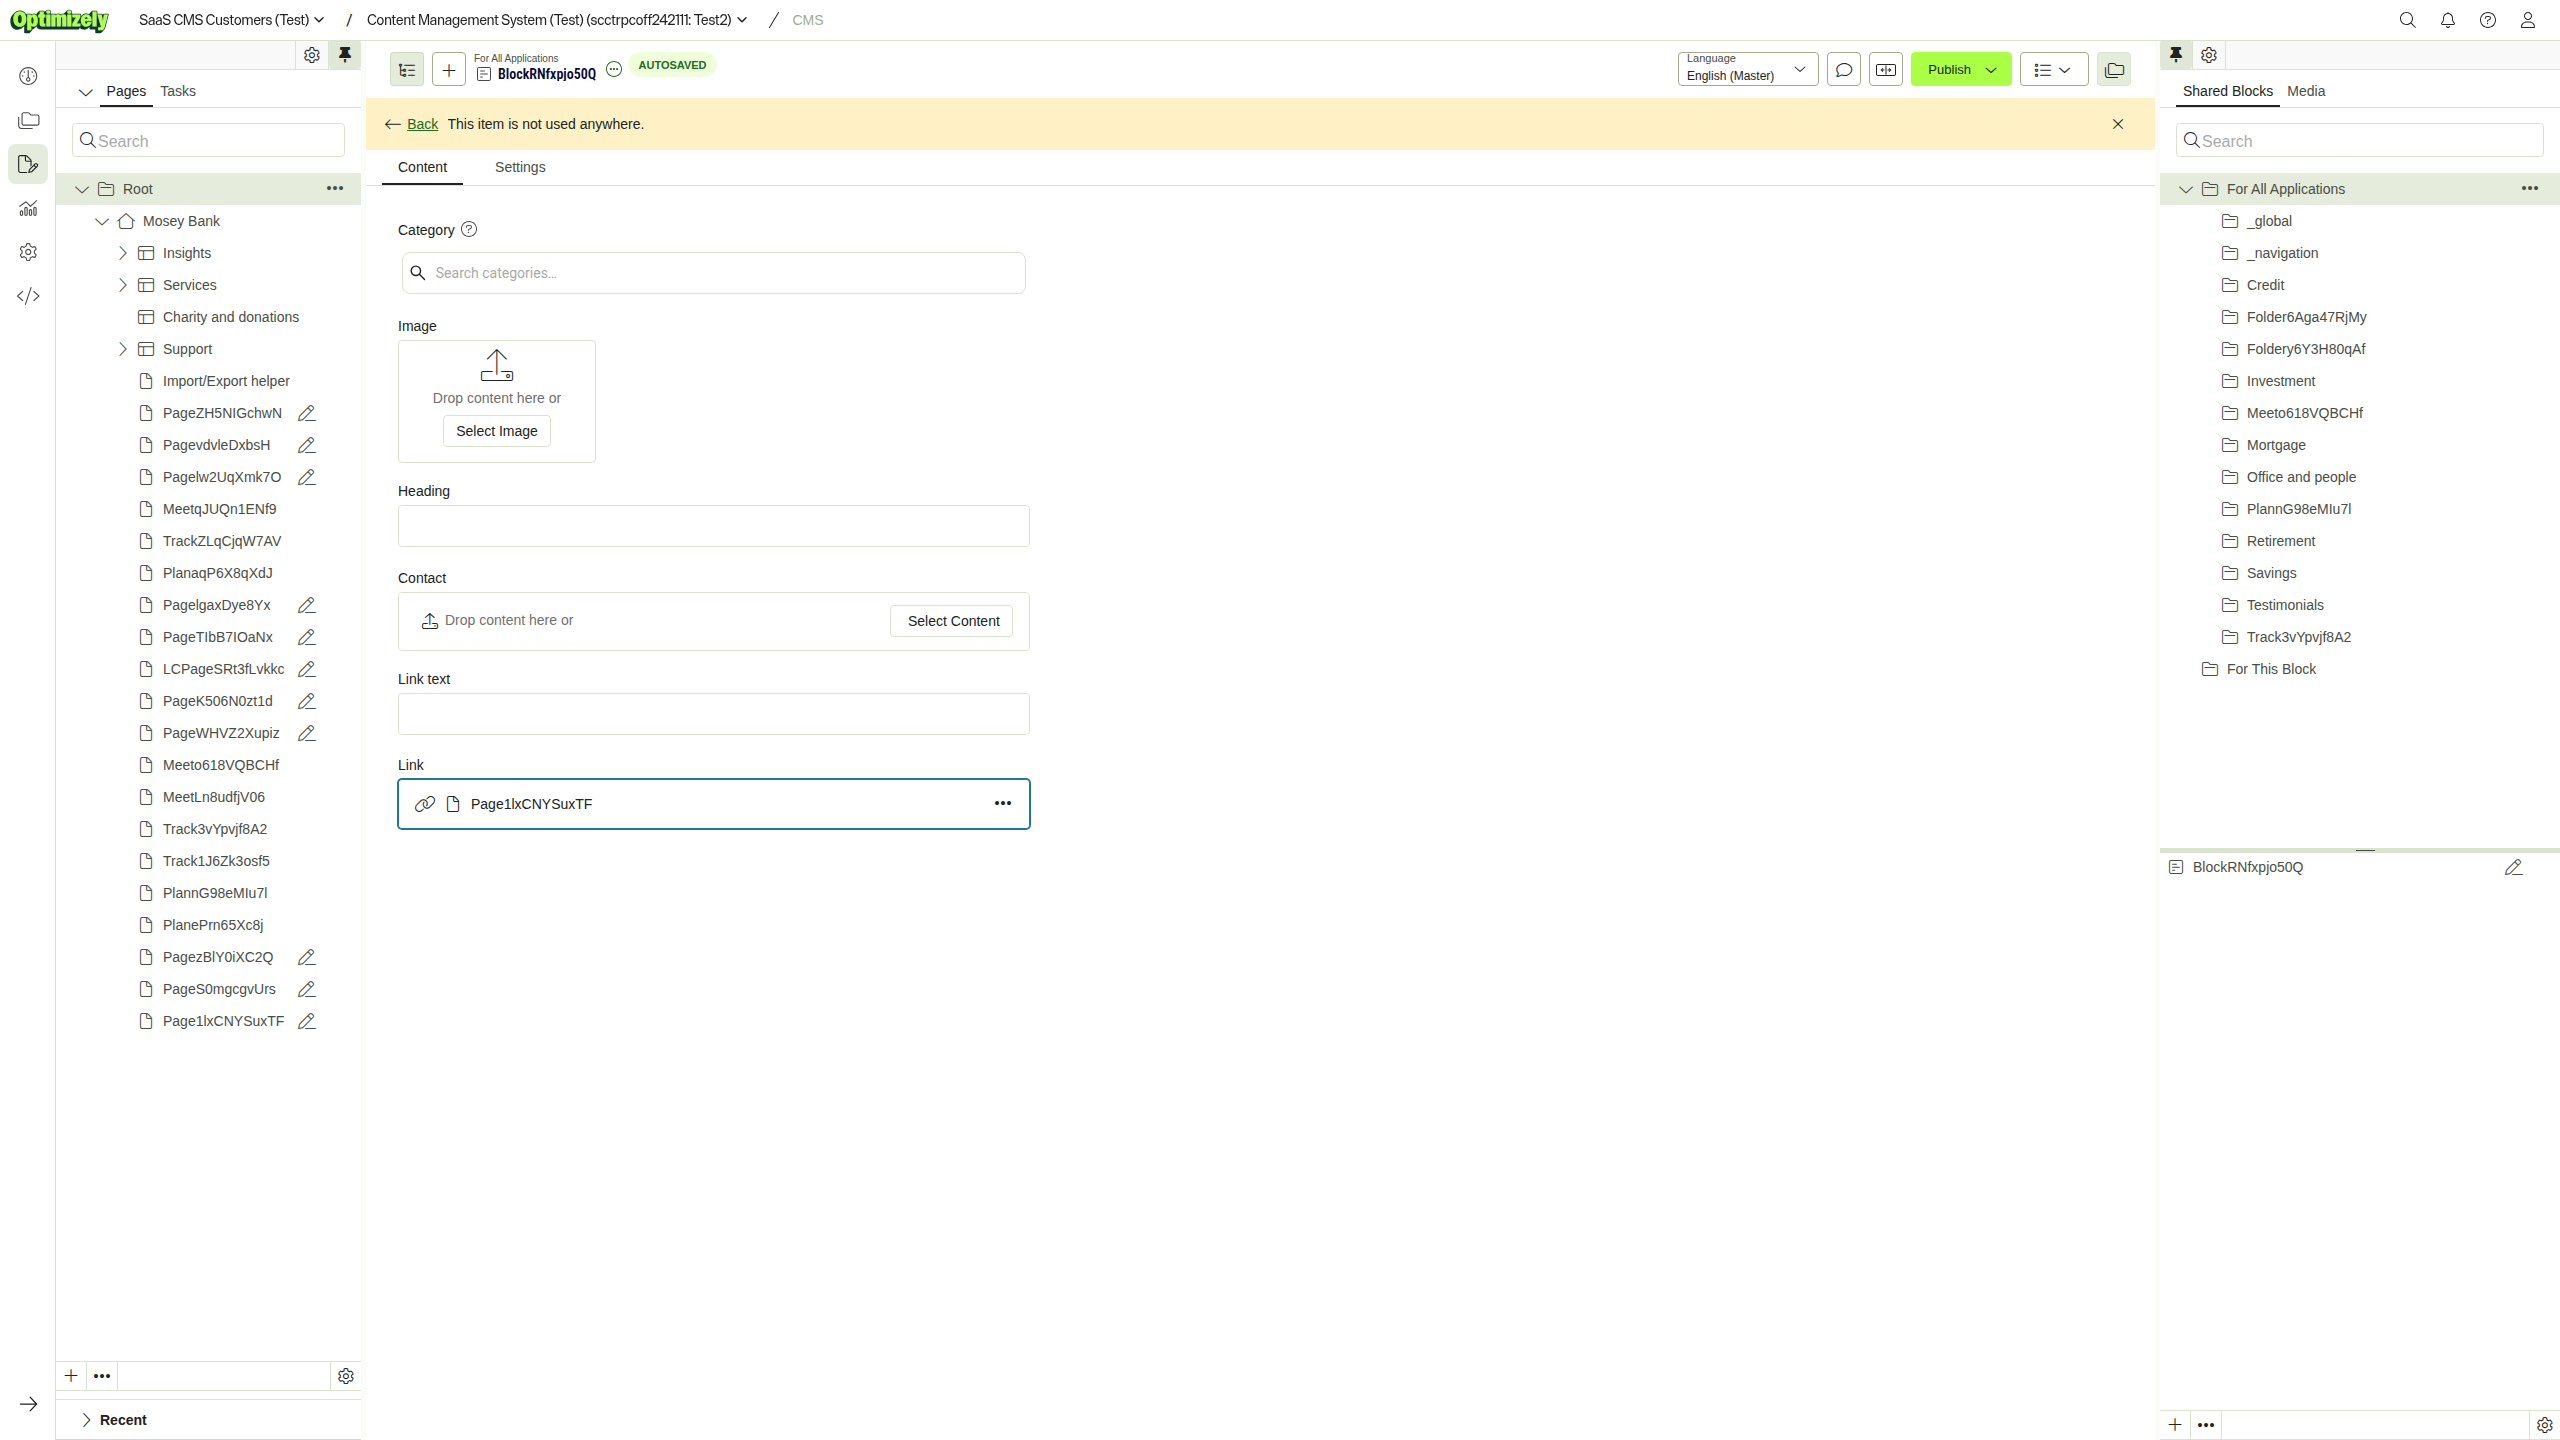 Optimizely
SaaS CMS Customers (Test) / Content Management System (Test) (scctrpcoff242111: Test2) / CMS
Pages Tasks
Search
Root
Mosey Bank
Insights
Services
Charity and donations
Support
Import/Export helper
PageZH5NIGchwN
PagevdvleDxbsH
Pagelw2UqXmk7O
MeetqJUQn1ENf9
TrackZLqCjqW7AV
PlanaqP6X8qXdJ
PagelgaxDye8Yx
PageTIbB7IOaNx
LCPageSRt3fLvkkc
PageK506N0zt1d
PageWHVZ2Xupiz
Meeto618VQBCHf
MeetLn8udfjV06
Track3vYpvjf8A2
Track1J6Zk3osf5
PlannG98eMIu7l
PlanePrn65Xc8j
PagezBlY0iXC2Q
PageS0mgcgvUrs
Page1lxCNYSuxTF
Recent
For All Applications
BlockRNfxpjo50Q
AUTOSAVED
Language
English (Master)
Publish
Back This item is not used anywhere.
Content Settings
Category
Search categories...
Image
Drop content here or
Select Image
Heading
Contact
Drop content here or
Select Content
Link text
Link
Page1lxCNYSuxTF
Shared Blocks Media
Search
For All Applications
_global
_navigation
Credit
Folder6Aga47RjMy
Foldery6Y3H80qAf
Investment
Meeto618VQBCHf
Mortgage
Office and people
PlannG98eMIu7l
Retirement
Savings
Testimonials
Track3vYpvjf8A2
For This Block
BlockRNfxpjo50Q